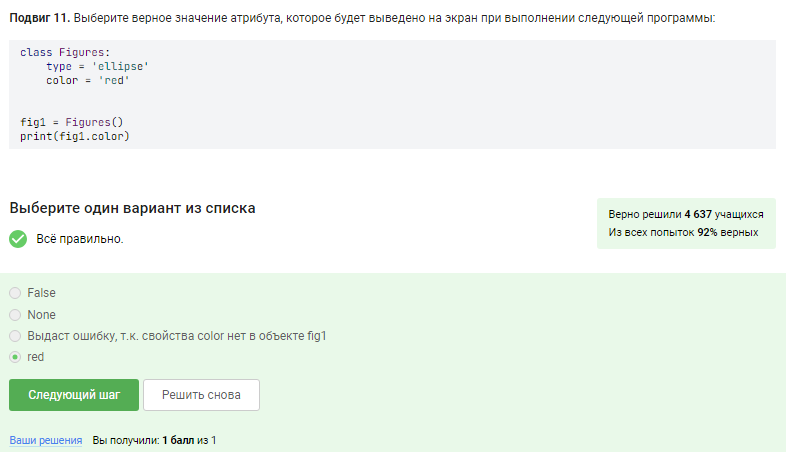 Подвиг 11. Выберите верное значение атрибута, которое будет выведено на экран при выполнении следующей программы:
class Figures:
    type = 'ellipse'
    color = 'red'
fig1 = Figures()
print(fig1.color)
Выберите один вариант из списка
Всё правильно.
Верно решили 4 637 учащихся
Из всех попыток 92% верных
False
None
Выдаст ошибку, т.к. свойства color нет в объекте fig1
red
Следующий шаг
Решить снова
Ваши решения
Вы получили: 1 балл из 1